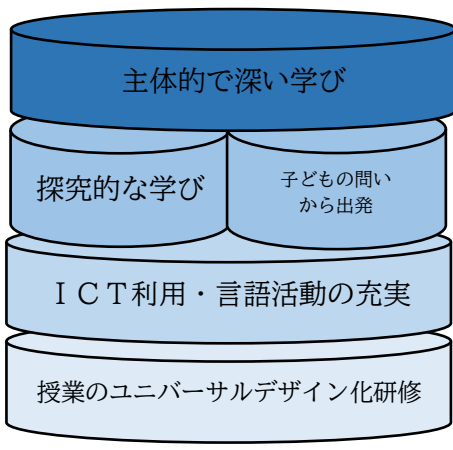 主体的で深い学び
探究的な学び
子どもの問い
から出発
ＩＣＴ利用・言語活動の充実
授業のユニバーサルデザイン化研修